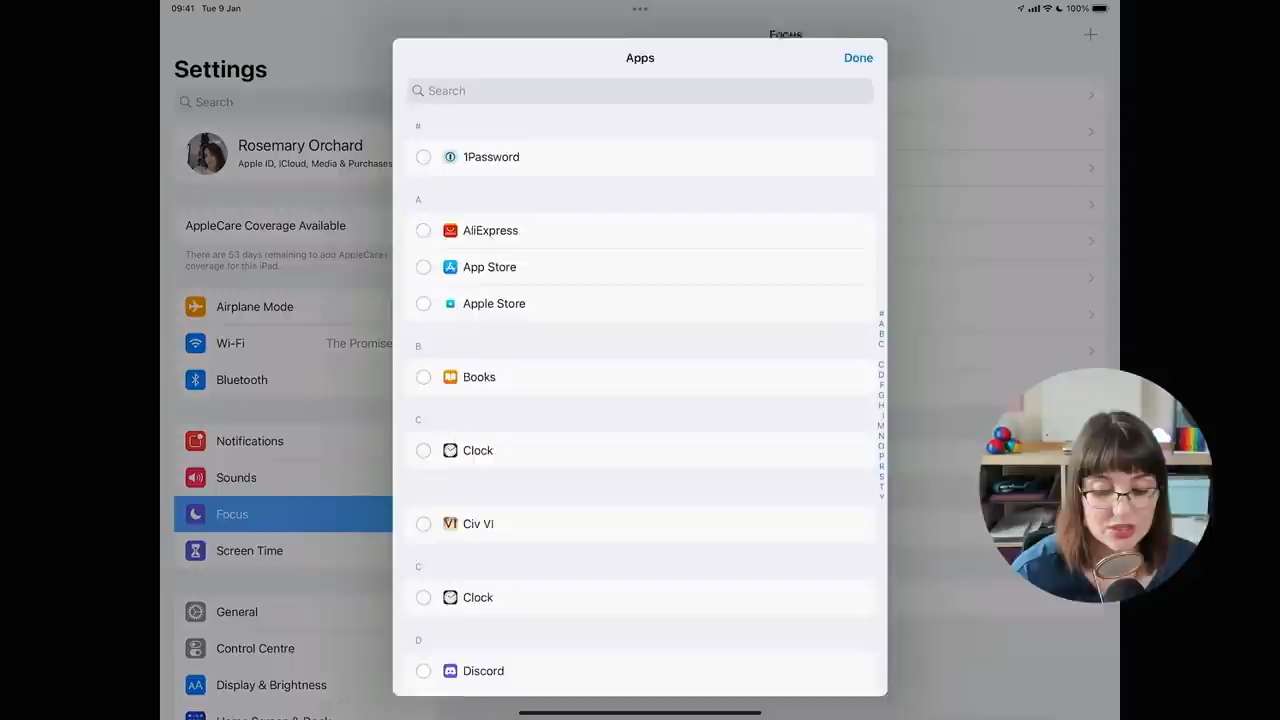 09:41 Tue 9 Jan
100%
Focus
Settings
Search
Rosemary Orchard
Apple ID, iCloud, Media & Purchases
AppleCare Coverage Available
There are 53 days remaining to add AppleCare+
coverage for this iPad.
Airplane Mode
Wi-Fi The Promise
Bluetooth
Notifications
Sounds
Focus
Screen Time
General
Control Centre
Display & Brightness
Home Screen & Dock
Apps
Done
Search
#
1Password
A
AliExpress
App Store
Apple Store
B
Books
C
Clock
Civ VI
C
Clock
D
Discord
#
A
B
C
C
D
F
G
H
I
M
N
O
P
R
S
T
V